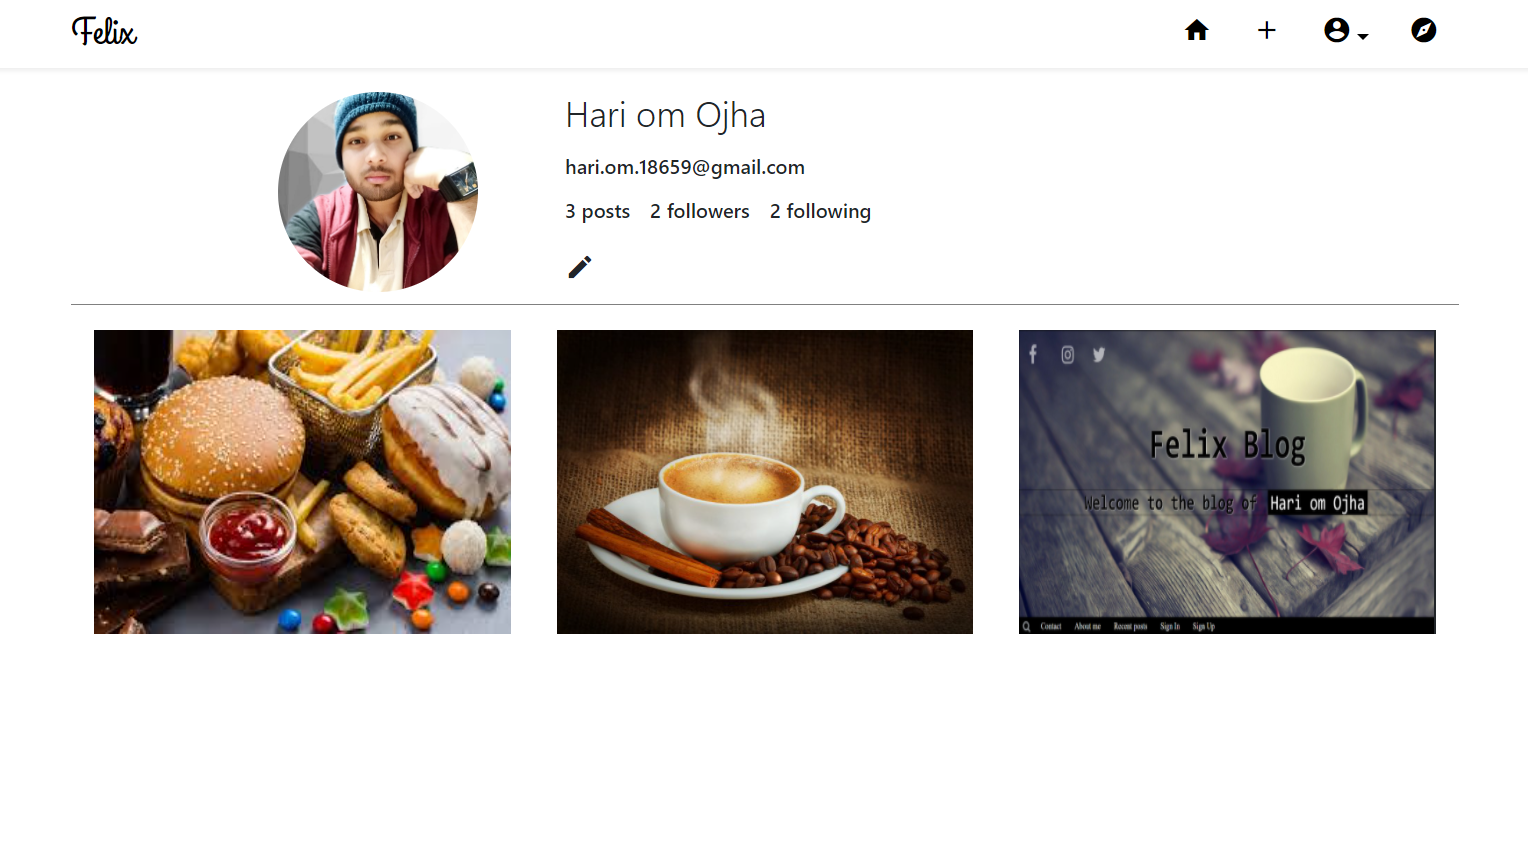 Felix
Hari om Ojha
hari.om.18659@gmail.com
3 posts 2 followers 2 following
Felix Blog
Welcome to the blog of Hari om Ojha
Contact About me Recent posts Sign In Sign Up